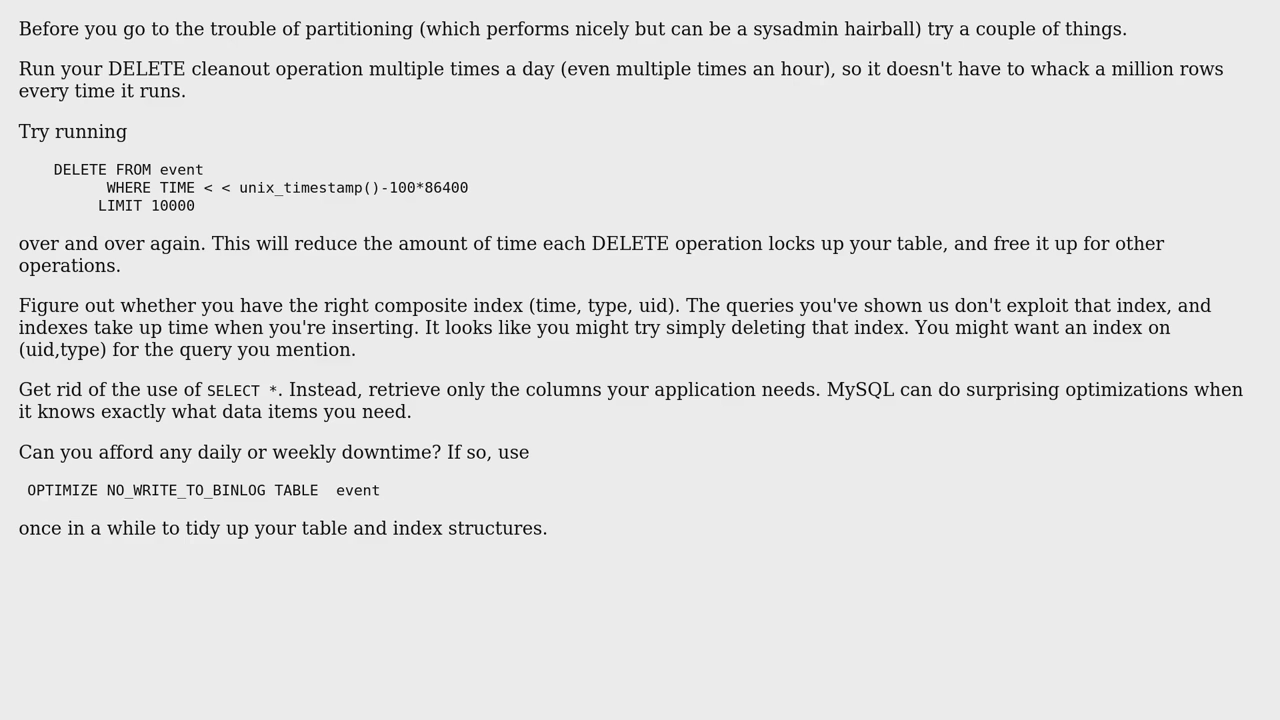 Before you go to the trouble of partitioning (which performs nicely but can be a sysadmin hairball) try a couple of things.
Run your DELETE cleanout operation multiple times a day (even multiple times an hour), so it doesn't have to whack a million rows
every time it runs.
Try running
DELETE FROM event
WHERE TIME < < unix_timestamp()-100*86400
LIMIT 10000
over and over again. This will reduce the amount of time each DELETE operation locks up your table, and free it up for other
operations.
Figure out whether you have the right composite index (time, type, uid). The queries you've shown us don't exploit that index, and
indexes take up time when you're inserting. It looks like you might try simply deleting that index. You might want an index on
(uid,type) for the query you mention.
Get rid of the use of SELECT *. Instead, retrieve only the columns your application needs. MySQL can do surprising optimizations when
it knows exactly what data items you need.
Can you afford any daily or weekly downtime? If so, use
OPTIMIZE NO_WRITE_TO_BINLOG TABLE  event
once in a while to tidy up your table and index structures.